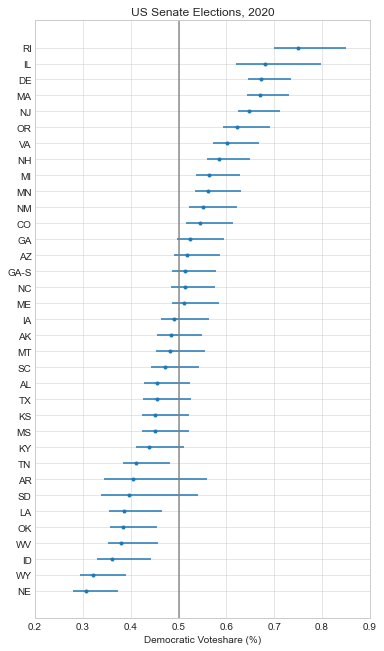 US Senate Elections, 2020
RI
IL
DE
MA
NJ
OR
VA
NH
MI
MN
NM
CO
GA
AZ
GA-S
NC
ME
IA
AK
MT
SC
AL
TX
KS
MS
KY
TN
AR
SD
LA
OK
WV
ID
WY
NE
0.2 0.3 0.4 0.5 0.6 0.7 0.8 0.9
Democratic Voteshare (%)